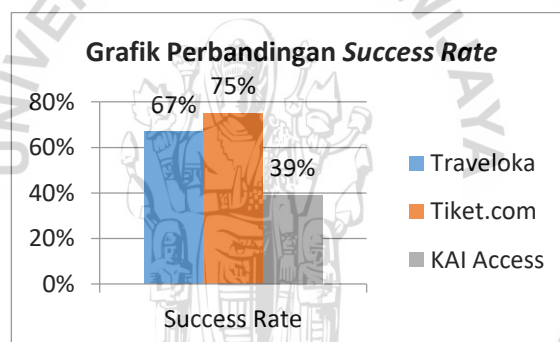 Grafik Perbandingan Success Rate
80%
60%
40%
20%
0%
67%
75%
39%
Success Rate
Traveloka
Tiket.com
KAI Access